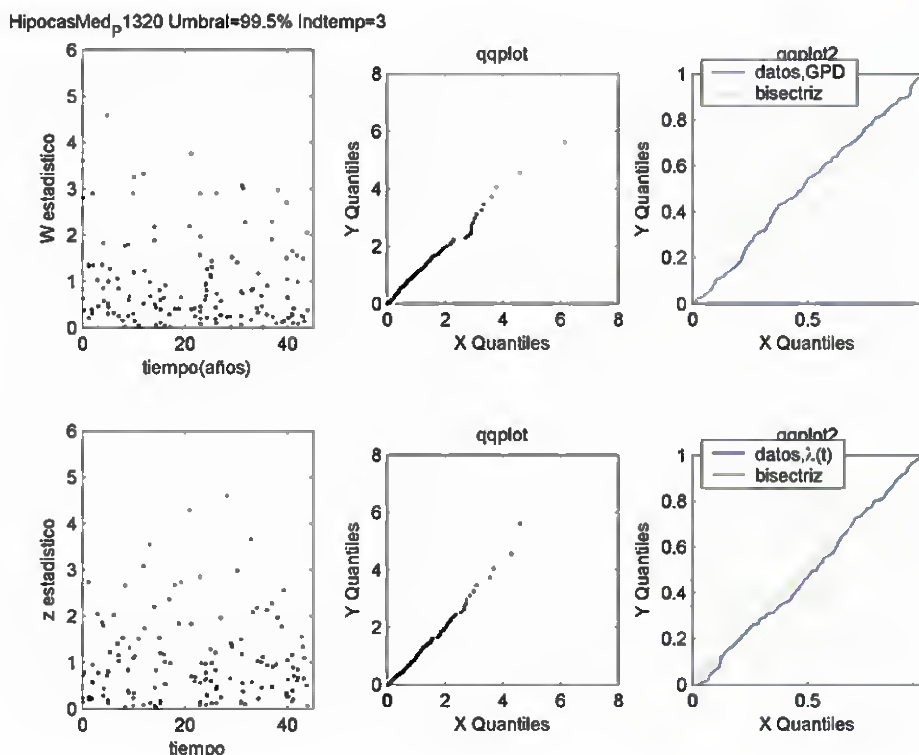 HipocasMedp1320 Umbral=99.5% Indtemp=3
qqplot
qqplot2
6
5
4
3
2
1
0
W estadístico
0
20
40
tiempo(años)
8
6
4
2
0
Y Quantiles
0
2
4
6
8
X Quantiles
datos,GPD
bisectriz
1
0.8
0.6
0.4
0.2
0
Y Quantiles
0
0.5
X Quantiles
qqplot
qqplot2
6
5
4
3
2
1
0
z estadístico
0
20
40
tiempo
8
6
4
2
0
Y Quantiles
0
2
4
6
8
X Quantiles
datos,λ(t)
bisectriz
1
0.8
0.6
0.4
0.2
0
Y Quantiles
0
0.5
X Quantiles